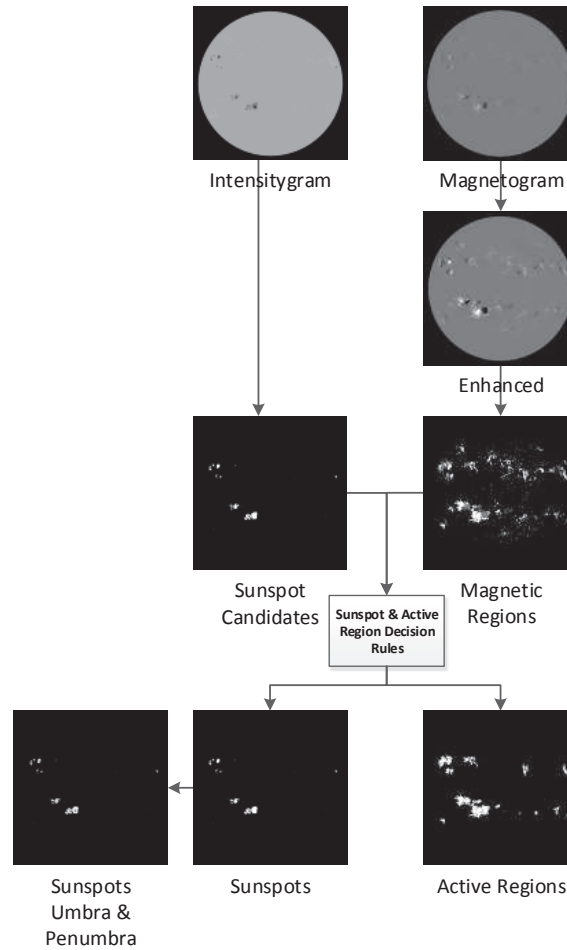 Intensitygram
Magnetogram
Enhanced
Sunspot
Candidates
Magnetic
Regions
Sunspot & Active
Region Decision
Rules
Sunspots
Umbra &
Penumbra
Sunspots
Active Regions